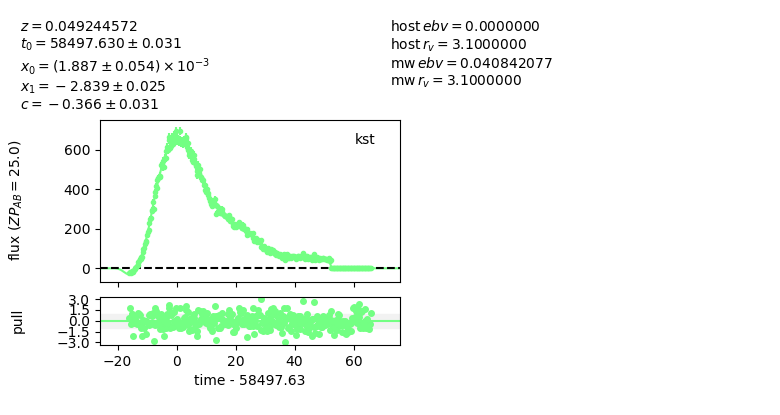 z = 0.049244572
t₀ = 58497.630 ± 0.031
x₀ = (1.887 ± 0.054) × 10⁻³
x₁ = −2.839 ± 0.025
c = −0.366 ± 0.031
host ebv = 0.0000000
host r_v = 3.1000000
mw ebv = 0.040842077
mw r_v = 3.1000000
kst
flux (ZP_AB = 25.0)
600
400
200
0
pull
3.0
1.5
0.0
−1.5
−3.0
−20 0 20 40 60
time - 58497.63